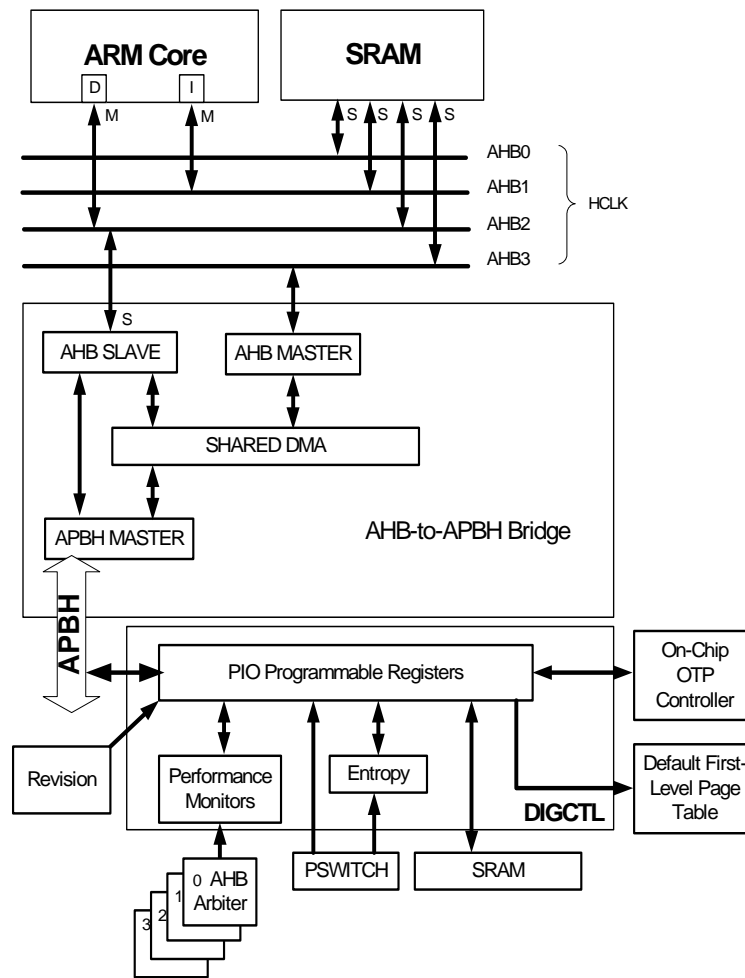 ARM Core
SRAM
D
I
M
M
S
S
S
S
AHB0
AHB1
AHB2
AHB3
HCLK
S
AHB SLAVE
AHB MASTER
SHARED DMA
APBH MASTER
AHB-to-APBH Bridge
APBH
PIO Programmable Registers
On-Chip
OTP
Controller
Revision
Performance
Monitors
Entropy
DIGCTL
Default First-
Level Page
Table
PSWITCH
SRAM
0 AHB
Arbiter
1
2
3